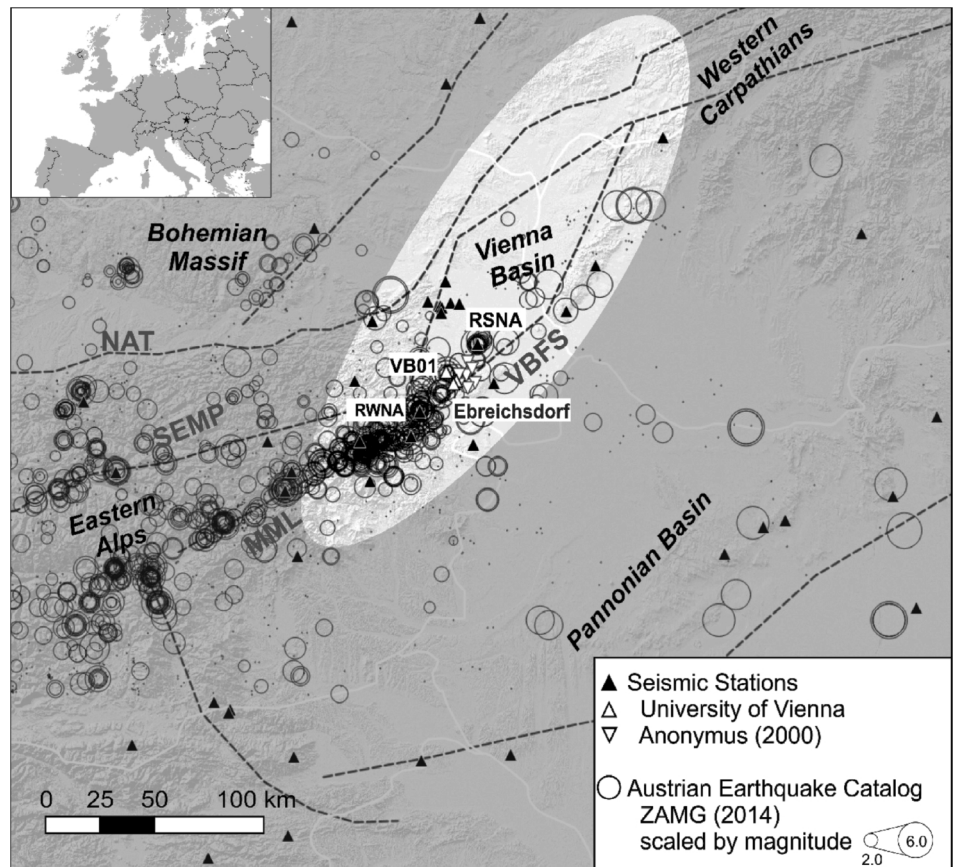 Western
Carpathians
Bohemian
Massif
Vienna
Basin
NAT
RSNA
VBFS
VB01
SEMP
RWNA
Ebreichsdorf
Eastern
Alps
MML
Pannonian Basin
Seismic Stations
University of Vienna
Anonymus (2000)
Austrian Earthquake Catalog
ZAMG (2014)
scaled by magnitude
6.0
2.0
0 25 50 100 km